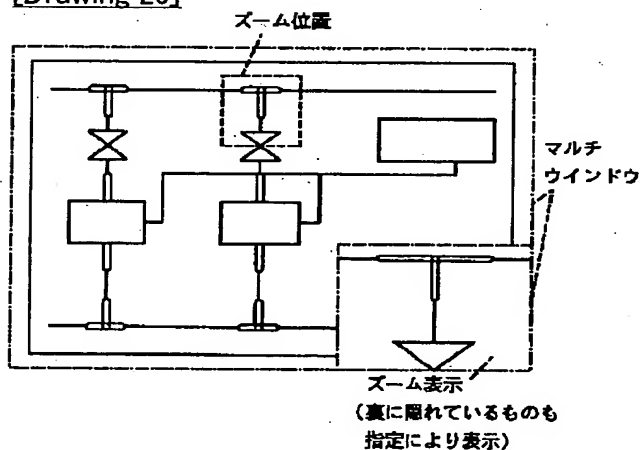 [Drawing 20]
ズーム位置
マルチ
ウインドウ
ズーム表示
（裏に隠れているものも
指定により表示）